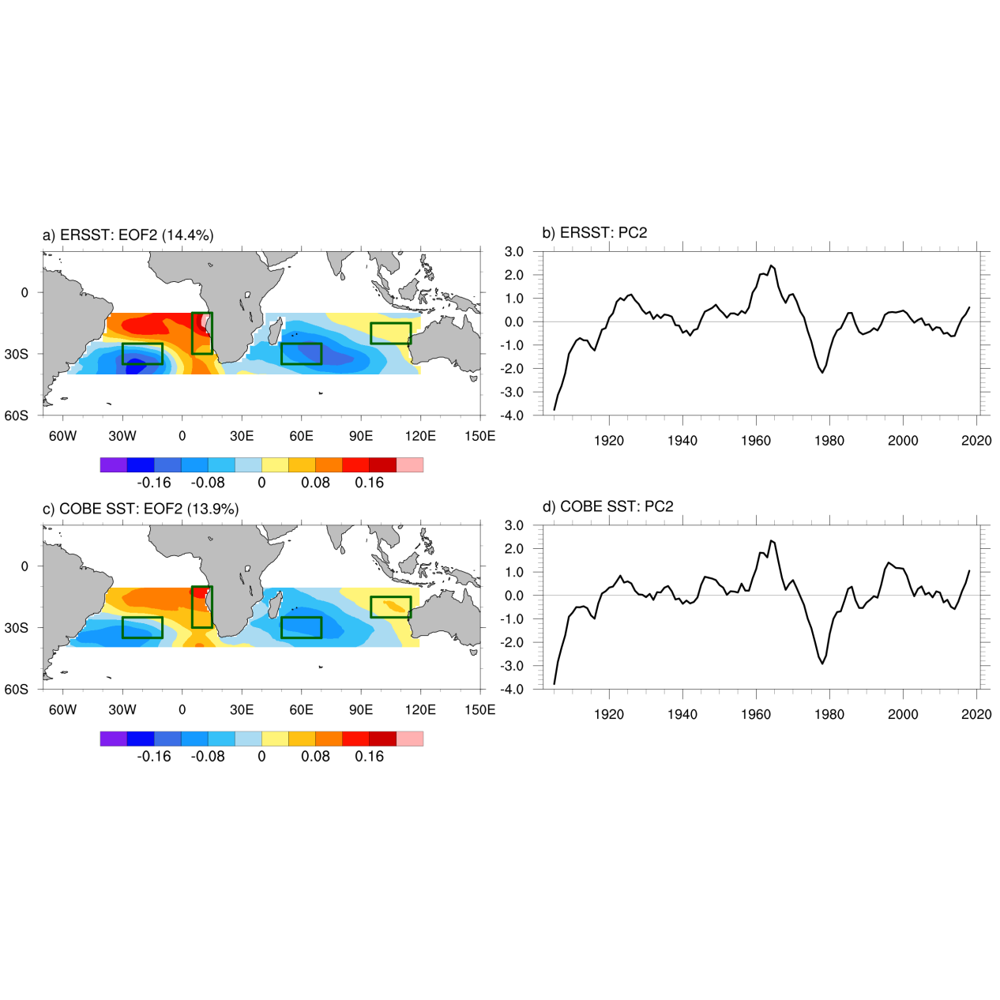 a) ERSST: EOF2 (14.4%)
0
30S
60S
60W 30W 0 30E 60E 90E 120E 150E
-0.16 -0.08 0 0.08 0.16
b) ERSST: PC2
3.0
2.0
1.0
0.0
-1.0
-2.0
-3.0
-4.0
1920 1940 1960 1980 2000 2020
c) COBE SST: EOF2 (13.9%)
0
30S
60S
60W 30W 0 30E 60E 90E 120E 150E
-0.16 -0.08 0 0.08 0.16
d) COBE SST: PC2
3.0
2.0
1.0
0.0
-1.0
-2.0
-3.0
-4.0
1920 1940 1960 1980 2000 2020